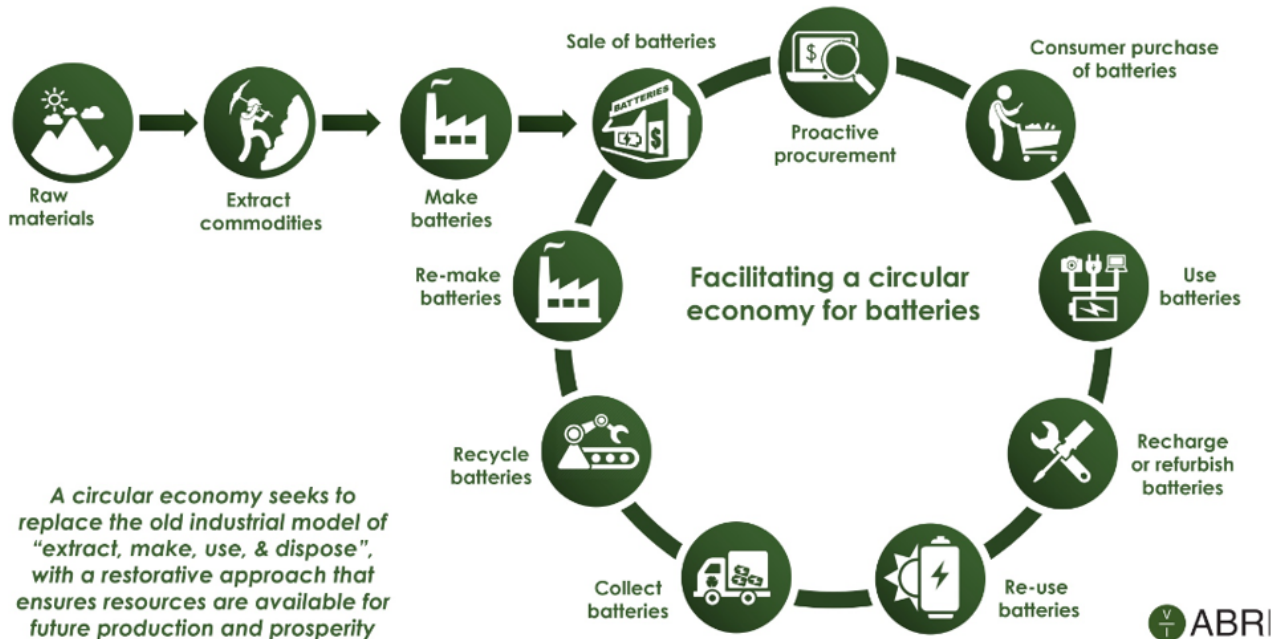 Sale of batteries
Consumer purchase
of batteries
BATTERIES
$
$
Proactive
procurement
Raw
materials
Extract
commodities
Make
batteries
Re-make
batteries
Facilitating a circular
economy for batteries
Use
batteries
Recycle
batteries
Recharge
or refurbish
batteries
Collect
batteries
Re-use
batteries
A circular economy seeks to
replace the old industrial model of
“extract, make, use, & dispose”,
with a restorative approach that
ensures resources are available for
future production and prosperity
V
I
ABRI